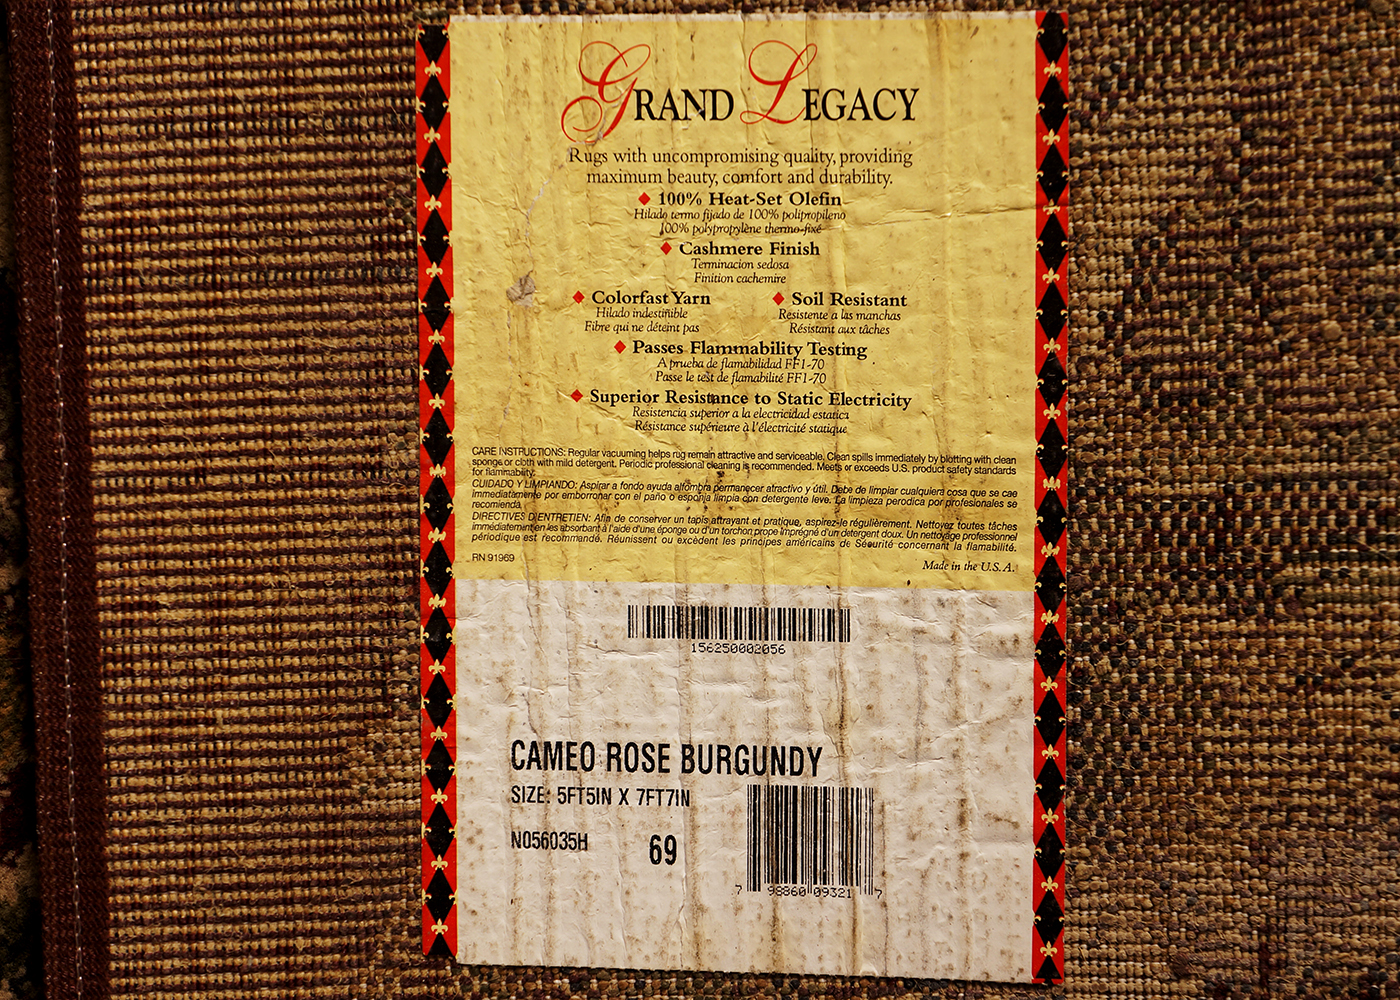 GRAND LEGACY
Rugs with uncompromising quality, providing
maximum beauty, comfort and durability.
100% Heat-Set Olefin
Hilado termo fijado de 100% polipropileno
100% polypropylène thermo-fixé
Cashmere Finish
Terminacion sedosa
Finition cachemire
Colorfast Yarn
Hilado indestiñible
Fibre qui ne déteint pas
Soil Resistant
Resistente a las manchas
Résistant aux tâches
Passes Flammability Testing
A prueba de flamabilidad FF1-70
Passe le test de flamabilité FF1-70
Superior Resistance to Static Electricity
Resistencia superior a la electricidad estatica
Résistance supérieure à l'électricité statique
CARE INSTRUCTIONS: Regular vacuuming helps rug remain attractive and serviceable. Clean spills immediately by blotting with clean
sponge or cloth with mild detergent. Periodic professional cleaning is recommended. Meets or exceeds U.S. product safety standards
for flammability.
CUIDADO Y LIMPIANDO: Aspirar a fondo ayuda alfombra permanecer atractivo y útil. Debe de limpiar cualquiera cosa que se cae
immediatamente por emborronar con el paño o esponja limpia con detergente leve. La limpieza perodica por profesionales se
recomienda.
DIRECTIVES D'ENTRETIEN: Afin de conserver un tapis attrayant et pratique, aspirez-le régulièrement. Nettoyez toutes tâches
immédiatement en les absorbant à l'aide d'une éponge ou d'un torchon prope imprégné d'un detergent doux. Un nettoyage professionnel
périodique est recommandé. Réunissent ou excèdent les principes américains de Sécurité concernant la flamabilité.
RN 91969
Made in the U.S.A.
156250002056
CAMEO ROSE BURGUNDY
SIZE: 5FT5IN X 7FT7IN
N056035H
69
7 98860 09321 7